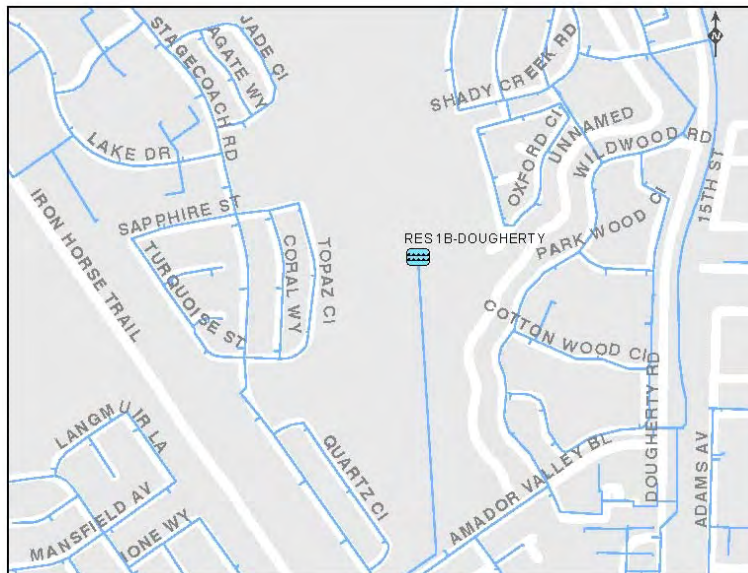 JADE CI
AGATE WY
STAGECOACH RD
SHADY CREEK RD
N
LAKE DR
OXFORD CI
UNNAMED
WILDWOOD RD
15TH ST
IRON HORSE TRAIL
SAPPHIRE ST
TURQUOISE ST
CORAL WY
TOPAZ CI
RES1B-DOUGHERTY
PARK WOOD CI
COTTON WOOD CI
LANGMUIR LA
QUARTZ CI
DOUGHERTY RD
ADAMS AV
AMADOR VALLEY BL
MANSFIELD AV
IONE WY